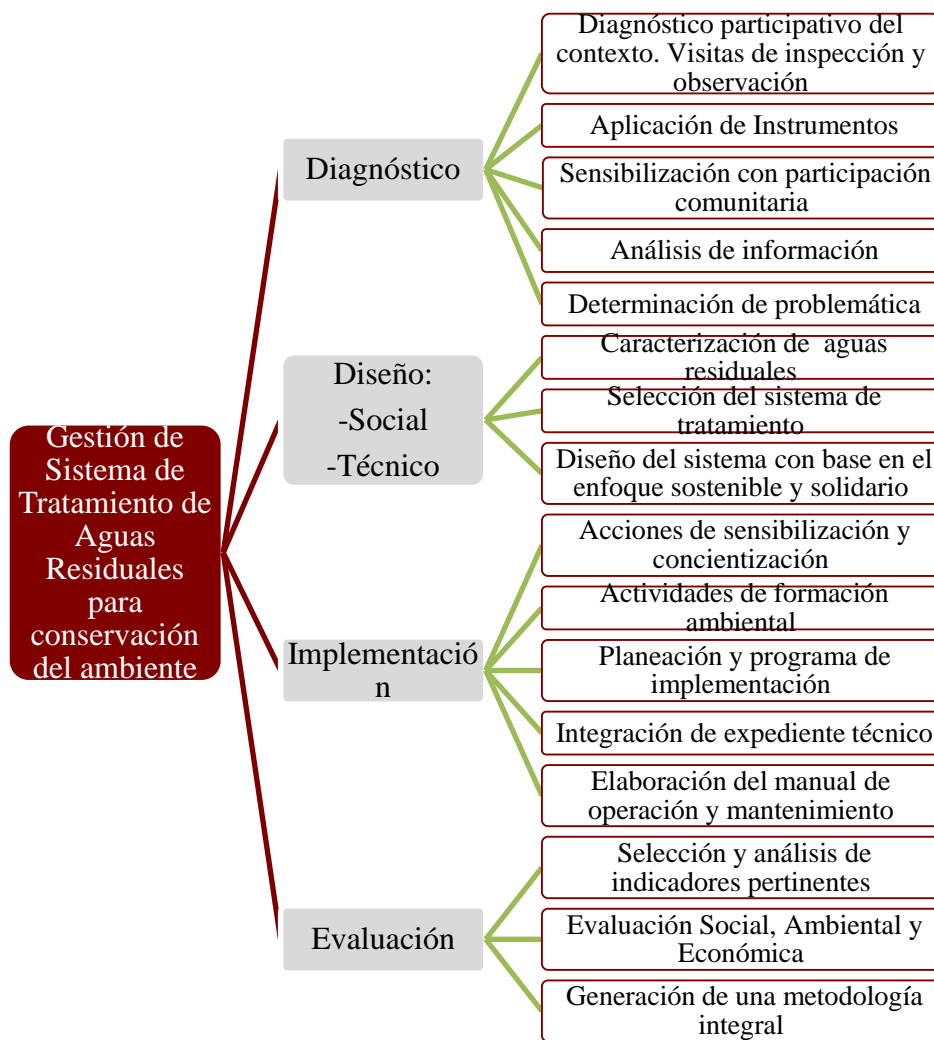 Gestión de
Sistema de
Tratamiento de
Aguas
Residuales
para
conservación
del ambiente
Diagnóstico
Diagnóstico participativo del
contexto. Visitas de inspección y
observación
Aplicación de Instrumentos
Sensibilización con participación
comunitaria
Análisis de información
Determinación de problemática
Diseño:
-Social
-Técnico
Caracterización de aguas
residuales
Selección del sistema de
tratamiento
Diseño del sistema con base en el
enfoque sostenible y solidario
Implementació
n
Acciones de sensibilización y
concientización
Actividades de formación
ambiental
Planeación y programa de
implementación
Integración de expediente técnico
Elaboración del manual de
operación y mantenimiento
Evaluación
Selección y análisis de
indicadores pertinentes
Evaluación Social, Ambiental y
Económica
Generación de una metodología
integral